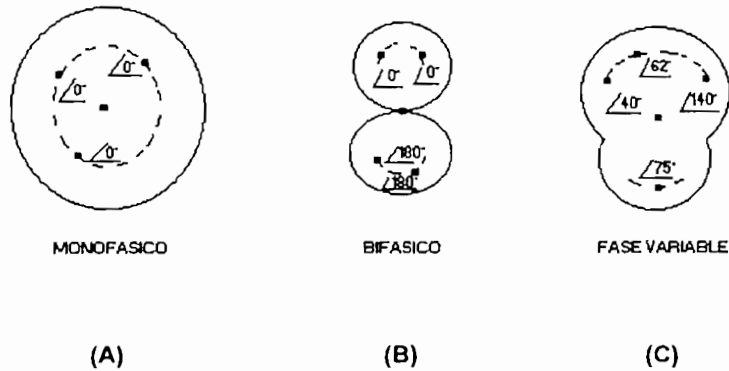 0°
0°
0°
MONOFASICO
(A)
0°
0°
180°
180°
BIFASICO
(B)
62°
40°
140°
75°
FASE VARIABLE
(C)